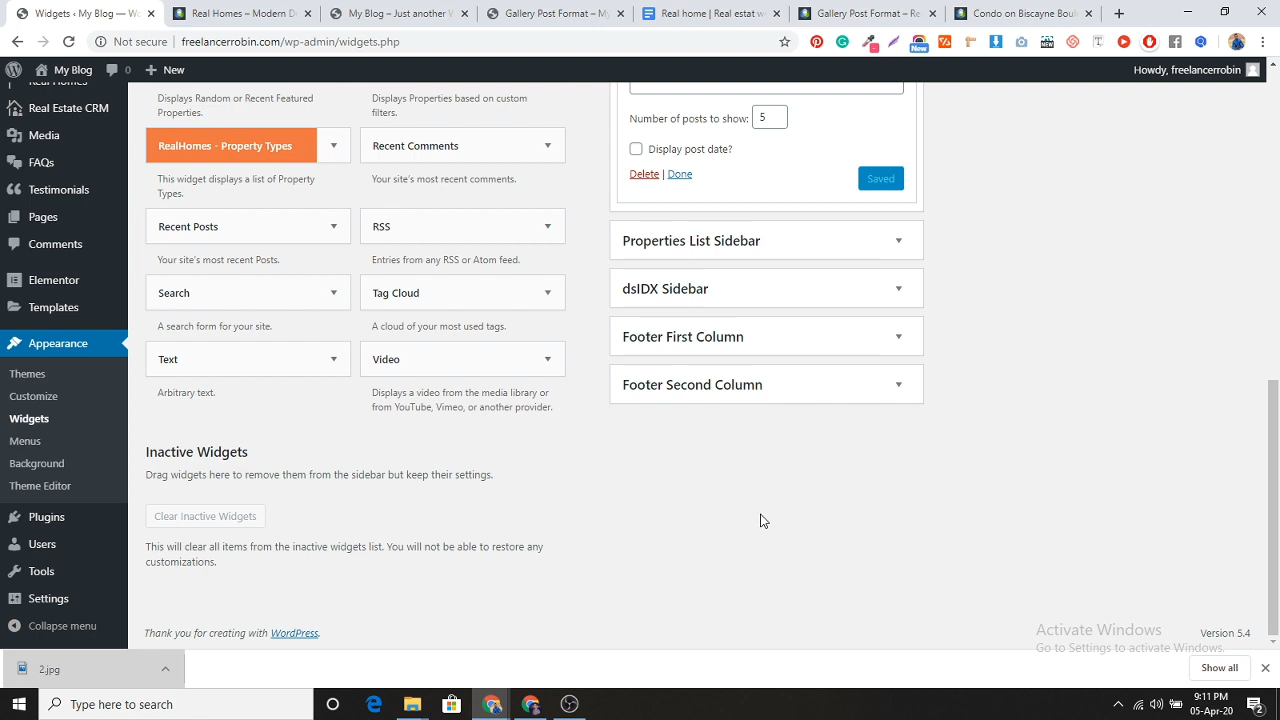 Widgets ‹ My Blog — Wo
Real Homes – Modern D
My Blog – Just another W
Gallery Post Format – My
Real home | Real estat w
Gallery Post Format – Re
Condo on Biscayne Boul
Not secure | freelancerrobin.com/wp-admin/widgets.php
New
NEW
My Blog 0 + New
Howdy, freelancerrobin
Real Homes
Real Estate CRM
Media
FAQs
Testimonials
Pages
Comments
Elementor
Templates
Appearance
Themes
Customize
Widgets
Menus
Background
Theme Editor
Plugins
Users
Tools
Settings
Collapse menu
Displays Random or Recent Featured
Properties.
Displays Properties based on custom
filters.
RealHomes - Property Types
Recent Comments
This widget displays a list of Property
Types.
Your site's most recent comments.
Recent Posts
RSS
Your site's most recent Posts.
Entries from any RSS or Atom feed.
Search
Tag Cloud
A search form for your site.
A cloud of your most used tags.
Text
Video
Arbitrary text.
Displays a video from the media library or
from YouTube, Vimeo, or another provider.
Number of posts to show: 5
Display post date?
Delete | Done
Saved
Properties List Sidebar
dsIDX Sidebar
Footer First Column
Footer Second Column
Inactive Widgets
Drag widgets here to remove them from the sidebar but keep their settings.
Clear Inactive Widgets
This will clear all items from the inactive widgets list. You will not be able to restore any
customizations.
Thank you for creating with WordPress.
Version 5.4
Activate Windows
Go to Settings to activate Windows.
2.jpg
Show all
Type here to search
9:11 PM
05-Apr-20
2